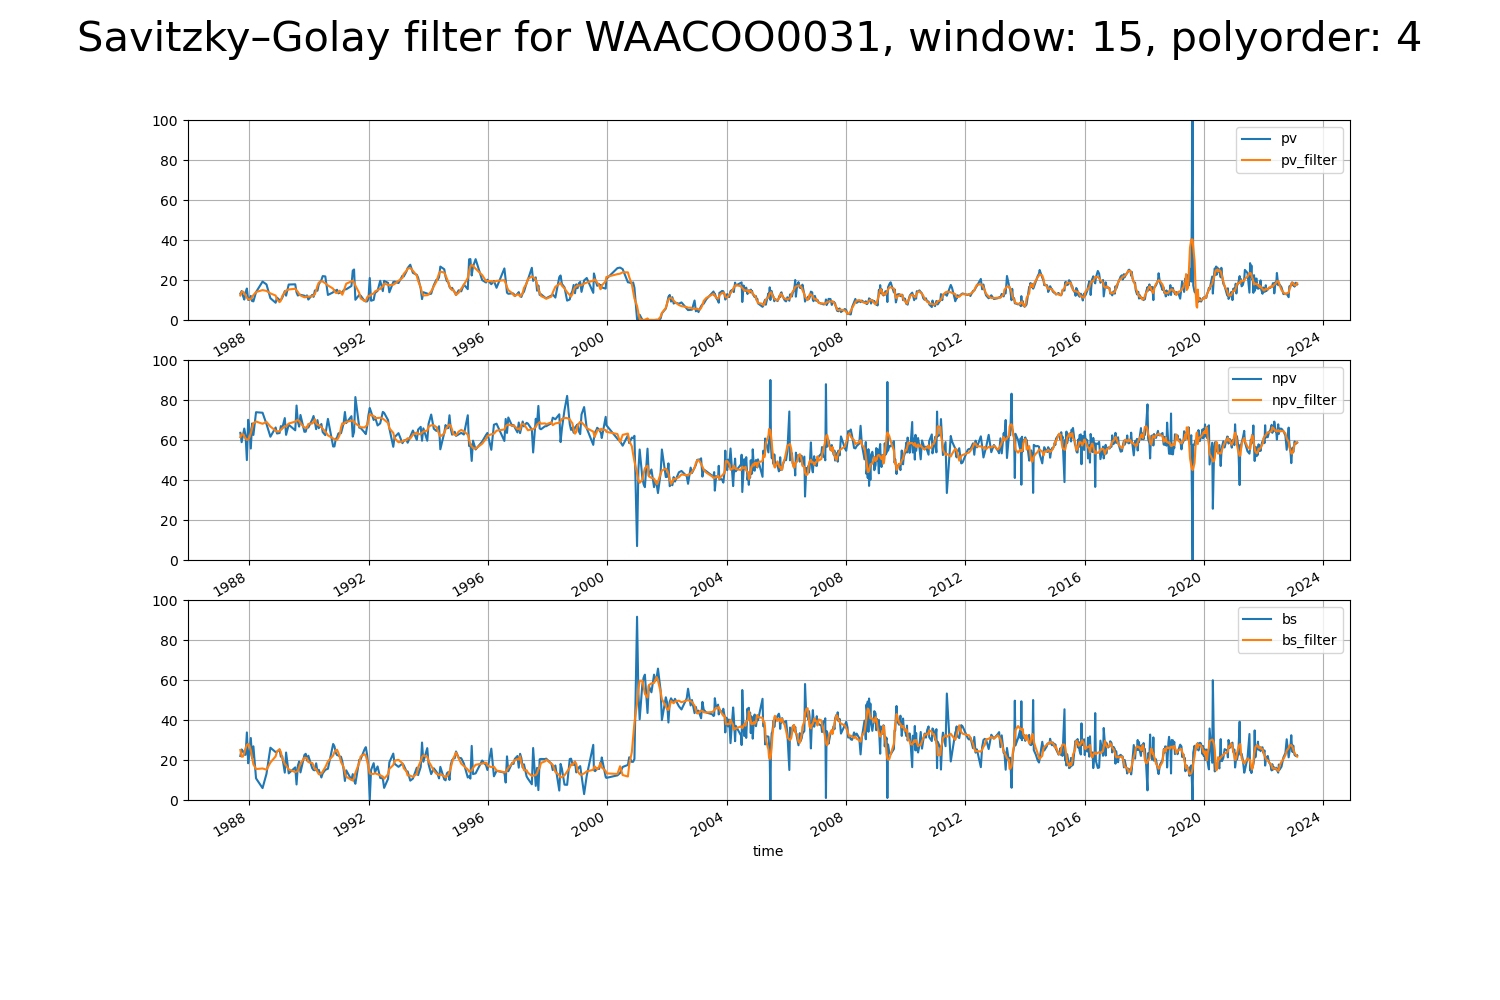 Savitzky–Golay filter for WAACOO0031, window: 15, polyorder: 4
100
80
60
40
20
0
pv
pv_filter
1988 1992 1996 2000 2004 2008 2012 2016 2020 2024
100
80
60
40
20
0
npv
npv_filter
1988 1992 1996 2000 2004 2008 2012 2016 2020 2024
100
80
60
40
20
0
bs
bs_filter
1988 1992 1996 2000 2004 2008 2012 2016 2020 2024
time